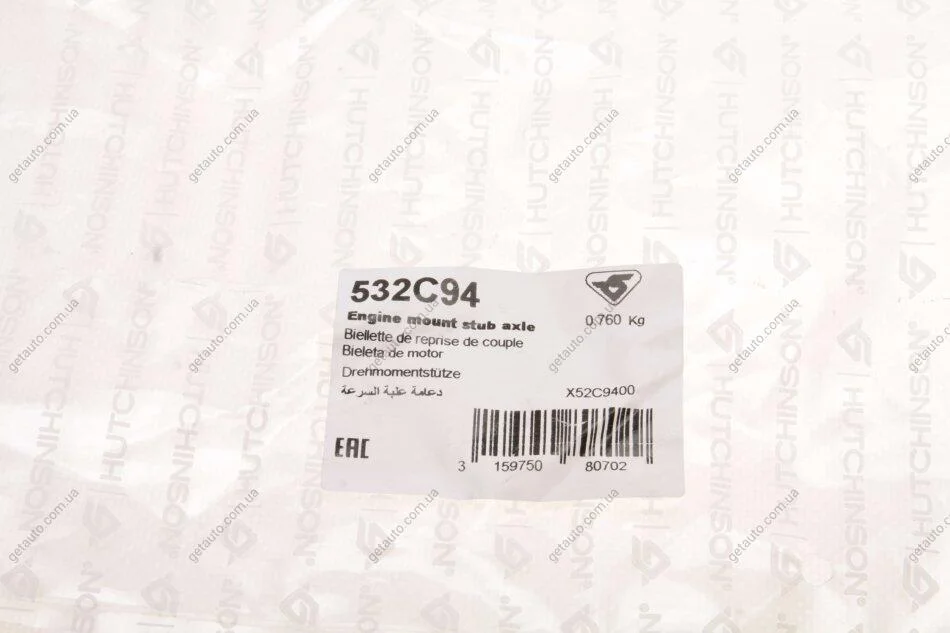 532C94
Engine mount stub axle
0,760 Kg
Biellette de reprise de couple
Bieleta de motor
Drehmomentstütze
دعامة علبة السرعة
X52C9400
EAC
3 159750 80702
HUTCHINSON
getauto.com.ua